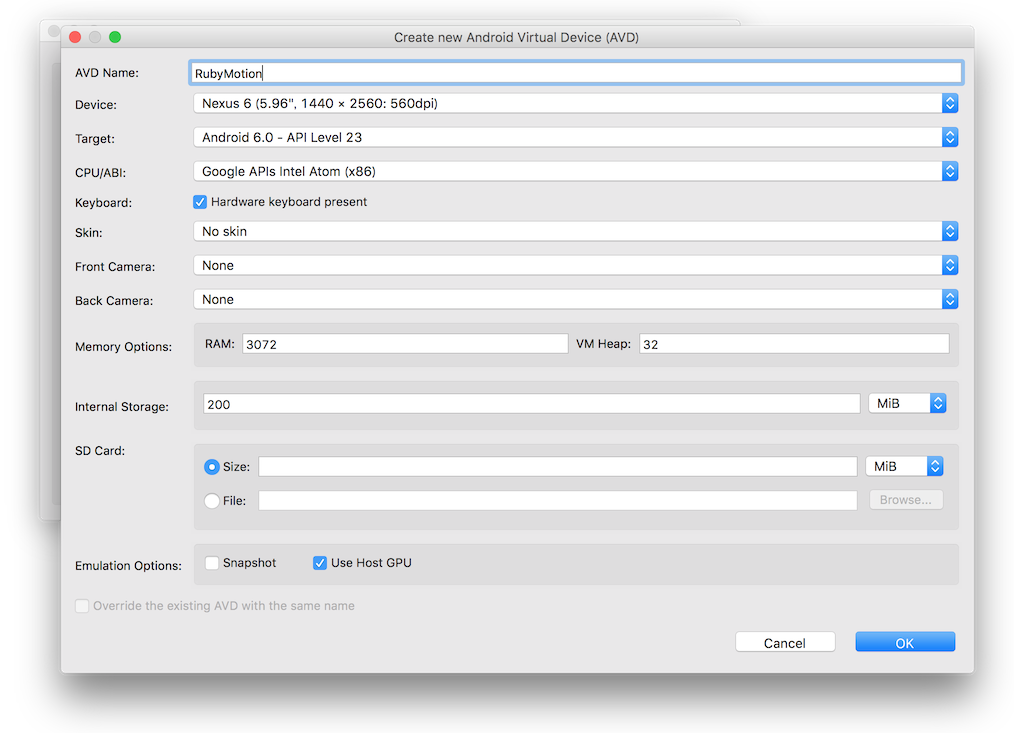 Create new Android Virtual Device (AVD)
AVD Name: RubyMotion
Device: Nexus 6 (5.96", 1440 × 2560: 560dpi)
Target: Android 6.0 - API Level 23
CPU/ABI: Google APIs Intel Atom (x86)
Keyboard: Hardware keyboard present
Skin: No skin
Front Camera: None
Back Camera: None
Memory Options: RAM: 3072 VM Heap: 32
Internal Storage: 200 MiB
SD Card:
Size: MiB
File: Browse...
Emulation Options: Snapshot Use Host GPU
Override the existing AVD with the same name
Cancel OK